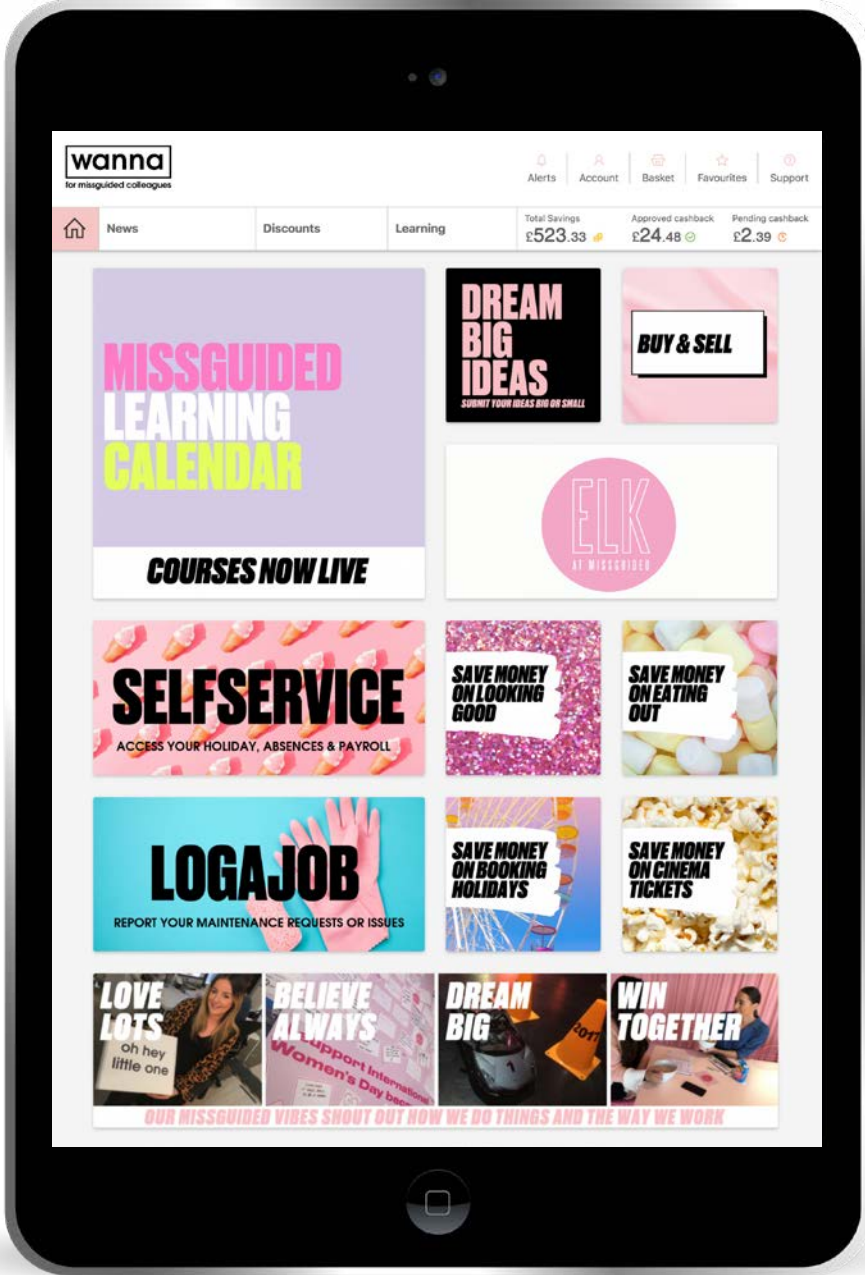 wanna
for missguided colleagues
Alerts
Account
Basket
Favourites
Support
News
Discounts
Learning
Total Savings
£523.33
Approved cashback
£24.48
Pending cashback
£2.39
MISSGUIDED
LEARNING
CALENDAR
COURSES NOW LIVE
DREAM
BIG
IDEAS
SUBMIT YOUR IDEAS BIG OR SMALL
BUY & SELL
ELK
AT MISSGUIDED
SELFSERVICE
ACCESS YOUR HOLIDAY, ABSENCES & PAYROLL
SAVE MONEY
ON LOOKING
GOOD
SAVE MONEY
ON EATING
OUT
LOGAJOB
REPORT YOUR MAINTENANCE REQUESTS OR ISSUES
SAVE MONEY
ON BOOKING
HOLIDAYS
SAVE MONEY
ON CINEMA
TICKETS
LOVE
LOTS
oh hey
little one
BELIEVE
ALWAYS
support International
Women's Day
DREAM
BIG
1
2017
WIN
TOGETHER
OUR MISSGUIDED VIBES SHOUT OUT HOW WE DO THINGS AND THE WAY WE WORK